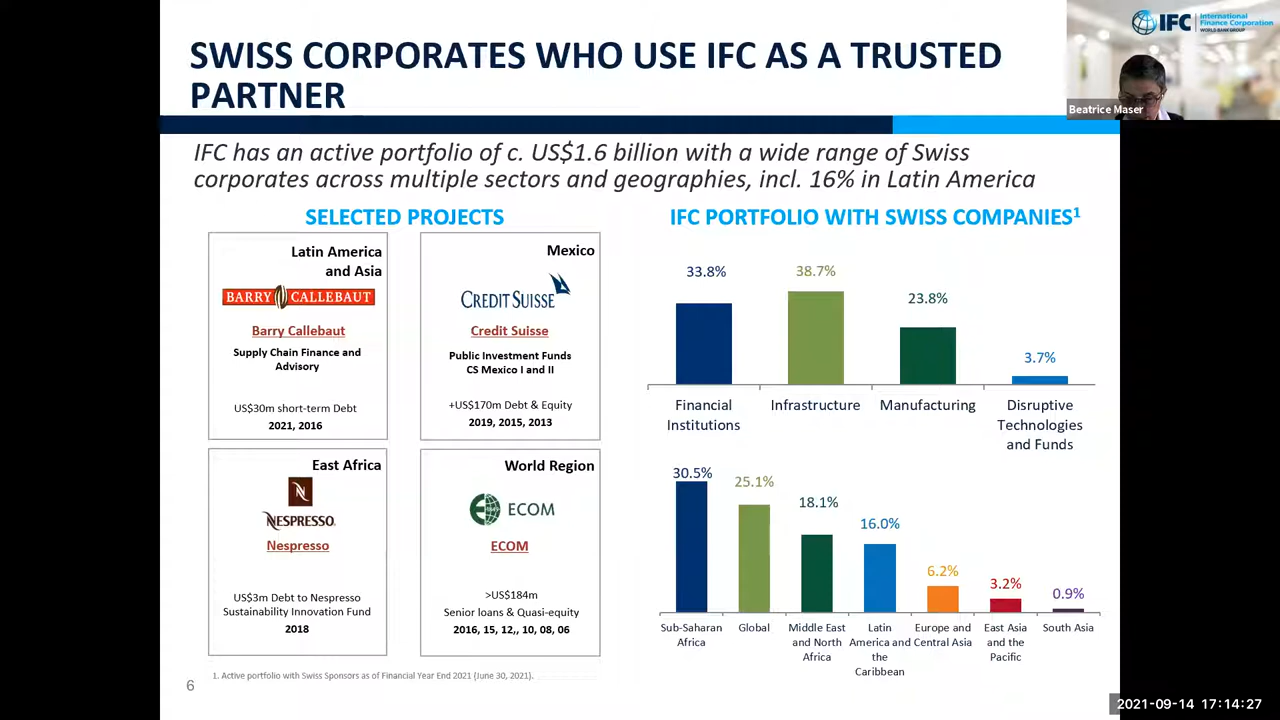 SWISS CORPORATES WHO USE IFC AS A TRUSTED
PARTNER
IFC International
Finance Corporation
WORLD BANK GROUP
Beatrice Maser
IFC has an active portfolio of c. US$1.6 billion with a wide range of Swiss
corporates across multiple sectors and geographies, incl. 16% in Latin America
SELECTED PROJECTS
Latin America
and Asia
BARRY CALLEBAUT
Barry Callebaut
Supply Chain Finance and
Advisory
US$30m short-term Debt
2021, 2016
Mexico
CREDIT SUISSE
Credit Suisse
Public Investment Funds
CS Mexico I and II
+US$170m Debt & Equity
2019, 2015, 2013
East Africa
N
NESPRESSO.
Nespresso
US$3m Debt to Nespresso
Sustainability Innovation Fund
2018
World Region
ECOM
ECOM
>US$184m
Senior loans & Quasi-equity
2016, 15, 12,, 10, 08, 06
IFC PORTFOLIO WITH SWISS COMPANIES1
33.8%
38.7%
23.8%
3.7%
Financial
Institutions
Infrastructure
Manufacturing
Disruptive
Technologies
and Funds
30.5%
25.1%
18.1%
16.0%
6.2%
3.2%
0.9%
Sub-Saharan
Africa
Global
Middle East
and North
Africa
Latin
America and
the
Caribbean
Europe and
Central Asia
East Asia
and the
Pacific
South Asia
1. Active portfolio with Swiss Sponsors as of Financial Year End 2021 (June 30, 2021).
6
2021-09-14 17:14:27